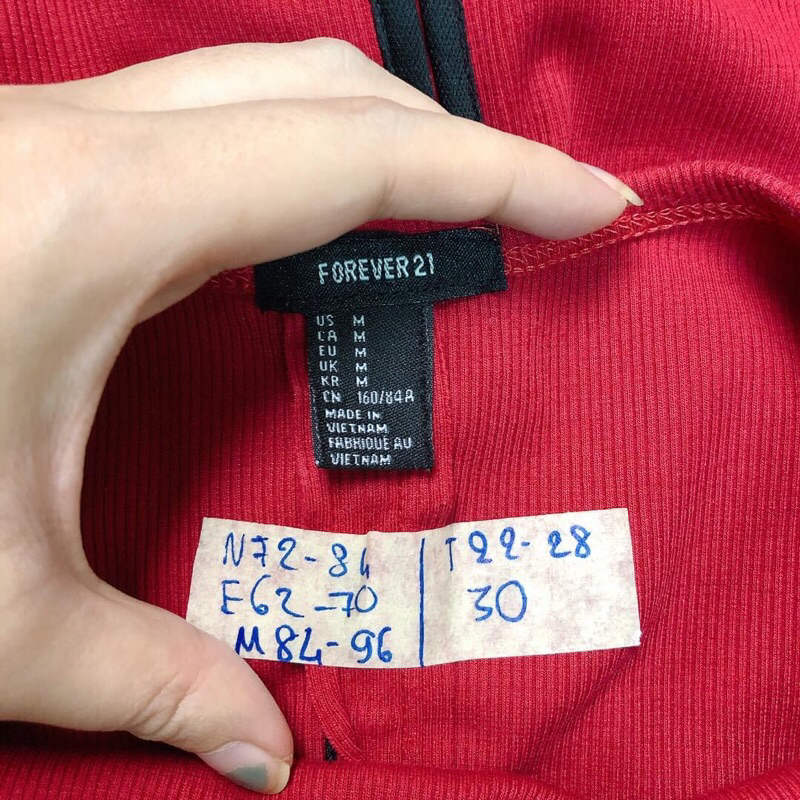 FOREVER 21
US M
CA M
EU M
UK M
KR M
CN 160/84A
MADE IN
VIETNAM
FABRIQUE AU
VIETNAM
N72-84
E62-70
M84-96
T22-28
30